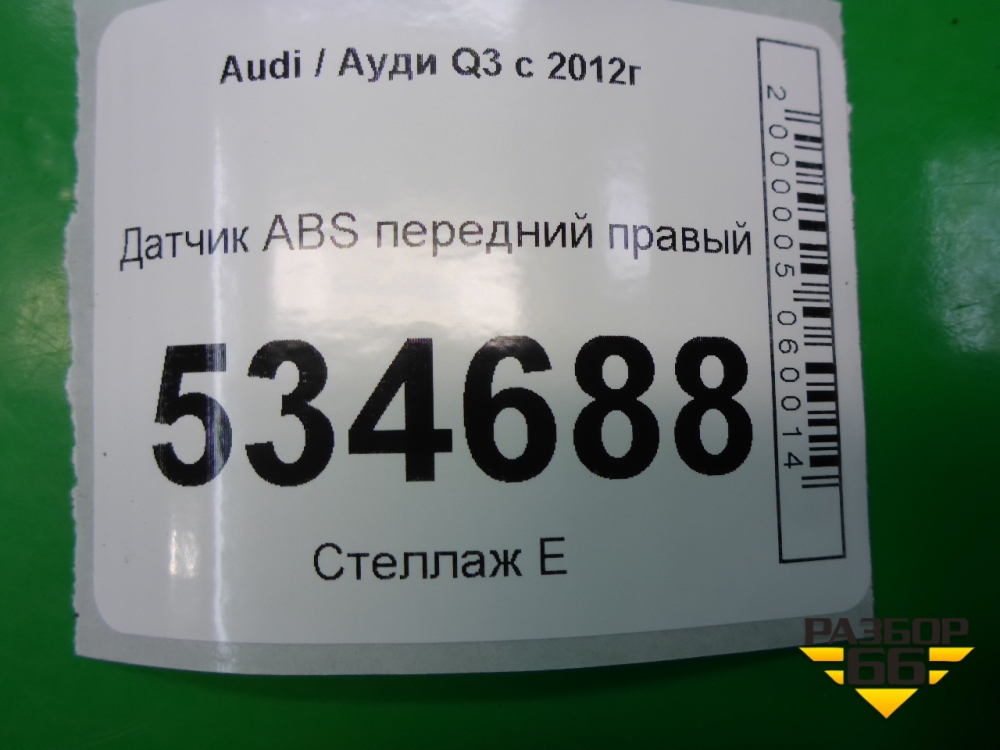 Audi / Ауди Q3 с 2012г
Датчик ABS передний правый
534688
Стеллаж Е
2000005060014
РАЗБОР
66